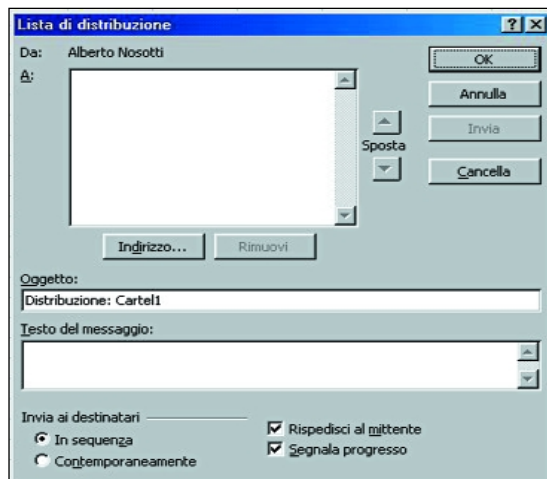 Lista di distribuzione
Da: Alberto Nosotti
A:
OK
Annulla
Invia
Cancella
Sposta
Indirizzo... Rimuovi
Oggetto:
Distribuzione: Cartel1
Testo del messaggio:
Invia ai destinatari
In sequenza
Contemporaneamente
Rispedisci al mittente
Segnala progresso